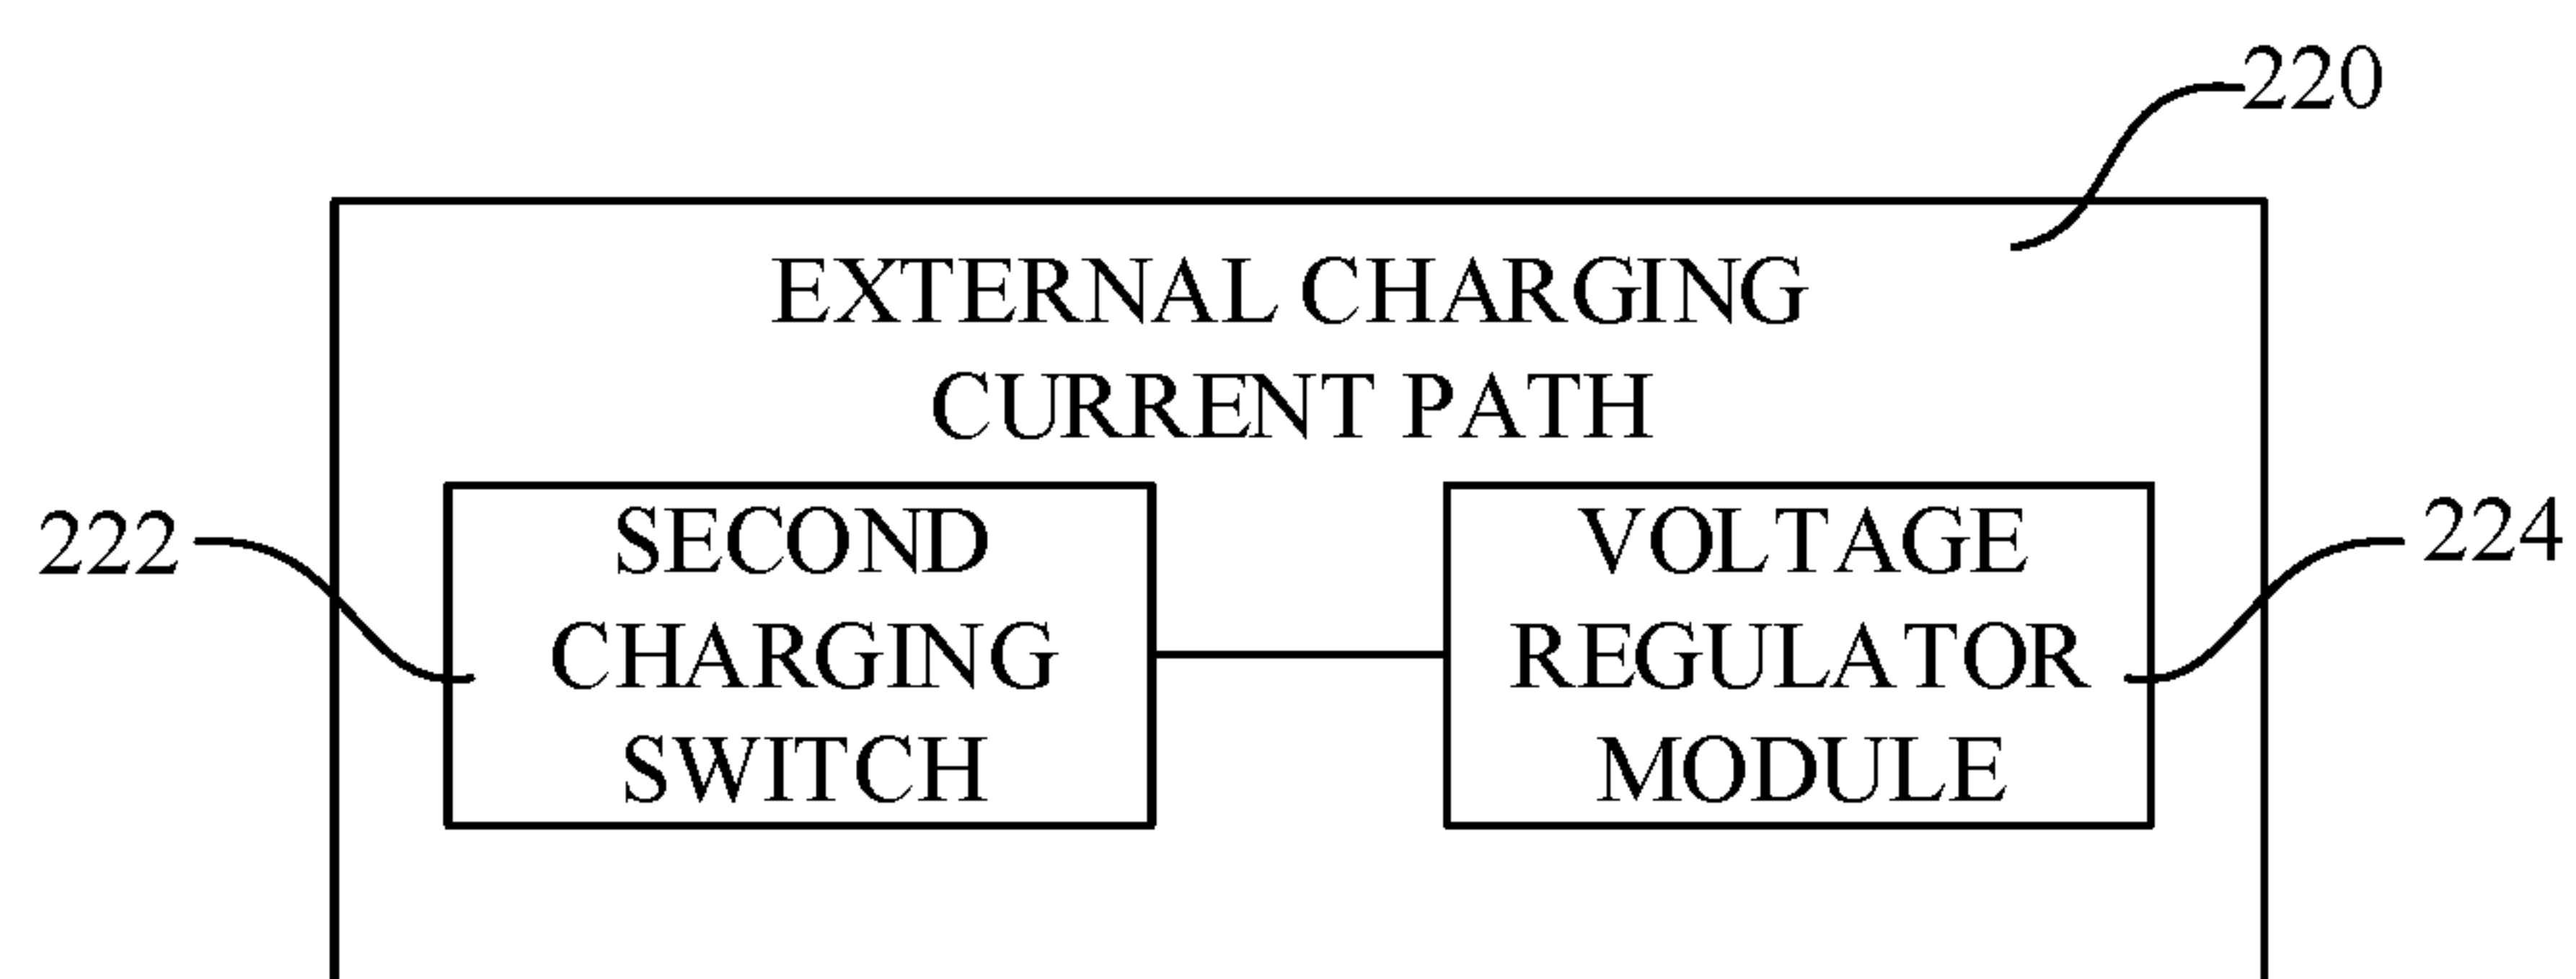 220
EXTERNAL CHARGING
CURRENT PATH
222
SECOND
CHARGING
SWITCH
VOLTAGE
REGULATOR
MODULE
224